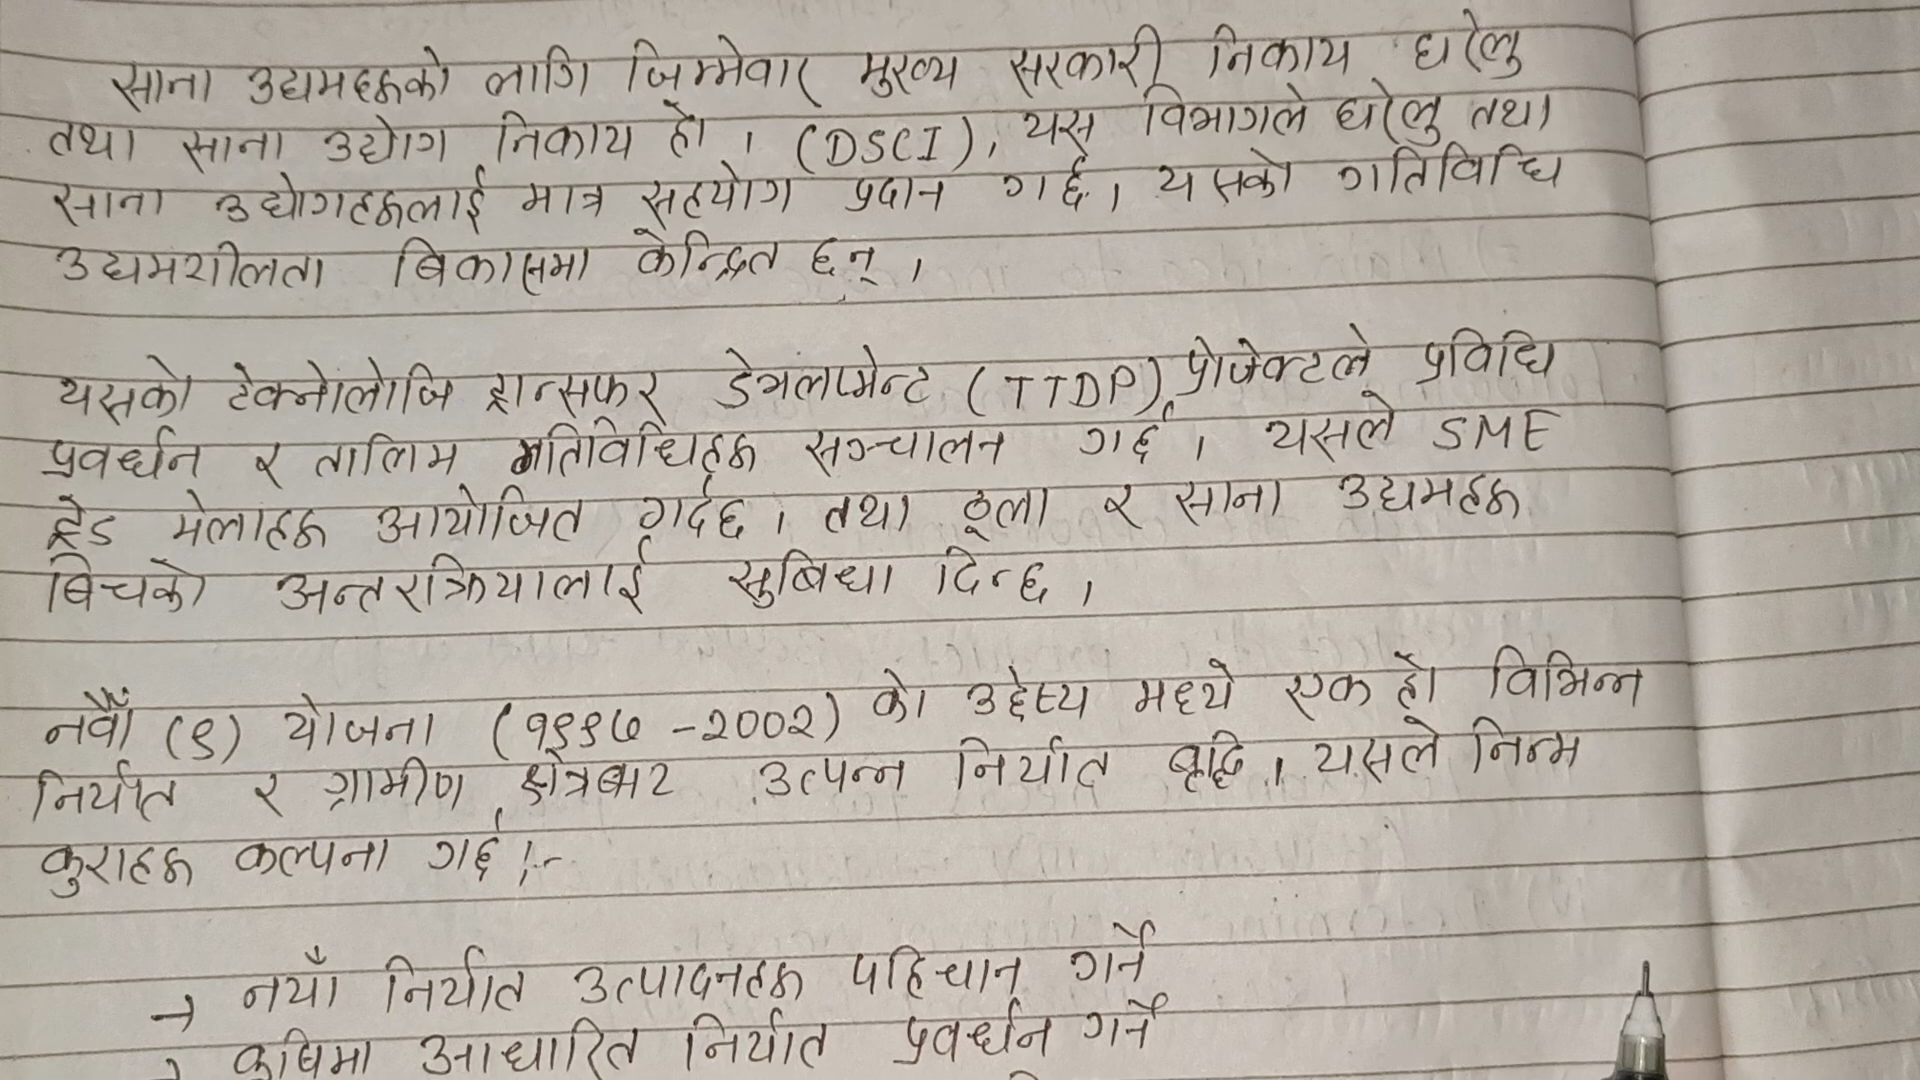 साना उद्यमहरूको लागि जिम्मेवार मुख्य सरकारी निकाय घरेलु
तथा साना उद्योग निकाय हो । (DSCI), यस विभागले घरेलु तथा
साना उद्योगहरूलाई मात्र सहयोग प्रदान गर्छ । यसको गतिविधि
उद्यमशीलता बिकासमा केन्द्रित छन् ।
यसको टेक्नोलोजि ट्रान्सफर डेभलप्मेन्ट (TTDP) प्रोजेक्टले प्रविधि
प्रवर्धन र तालिम गतिविधिहरू सञ्चालन गर्छ । यसले SME
ट्रेड मेलाहरू आयोजित गर्दछ । तथा ठूला र साना उद्यमहरू
बिचको अन्तरक्रियालाई सुबिधा दिन्छ ।
नवौँ (९) योजना (१९९७ -२००२) को उद्देश्य मध्ये एक हो विभिन्न
निर्यात र ग्रामीण क्षेत्रबाट उत्पन्न निर्यात बृद्धि । यसले निम्न
कुराहरू कल्पना गर्छ ।:-
→ नयाँ निर्यात उत्पादनहरू पहिचान गर्ने
→ कृषिमा आधारित निर्यात प्रवर्धन गर्ने